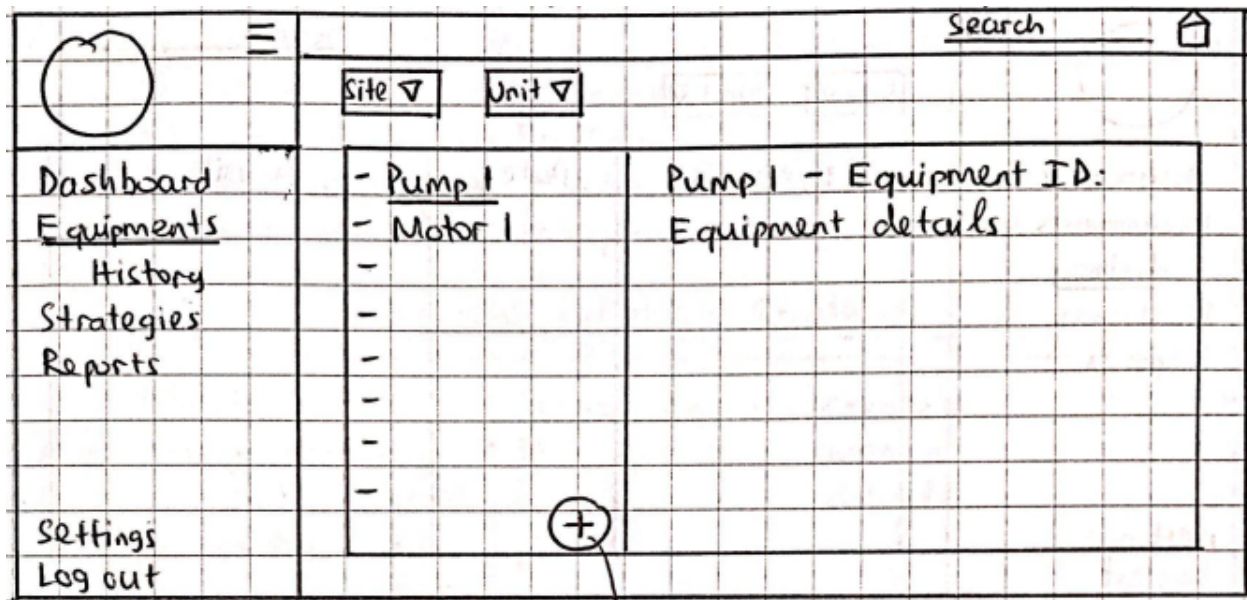 Search
Site Unit
Dashboard
Equipments
History
Strategies
Reports
Settings
Log out
- Pump 1
- Motor 1
-
-
-
-
-
-
Pump 1 - Equipment ID:
Equipment details
+